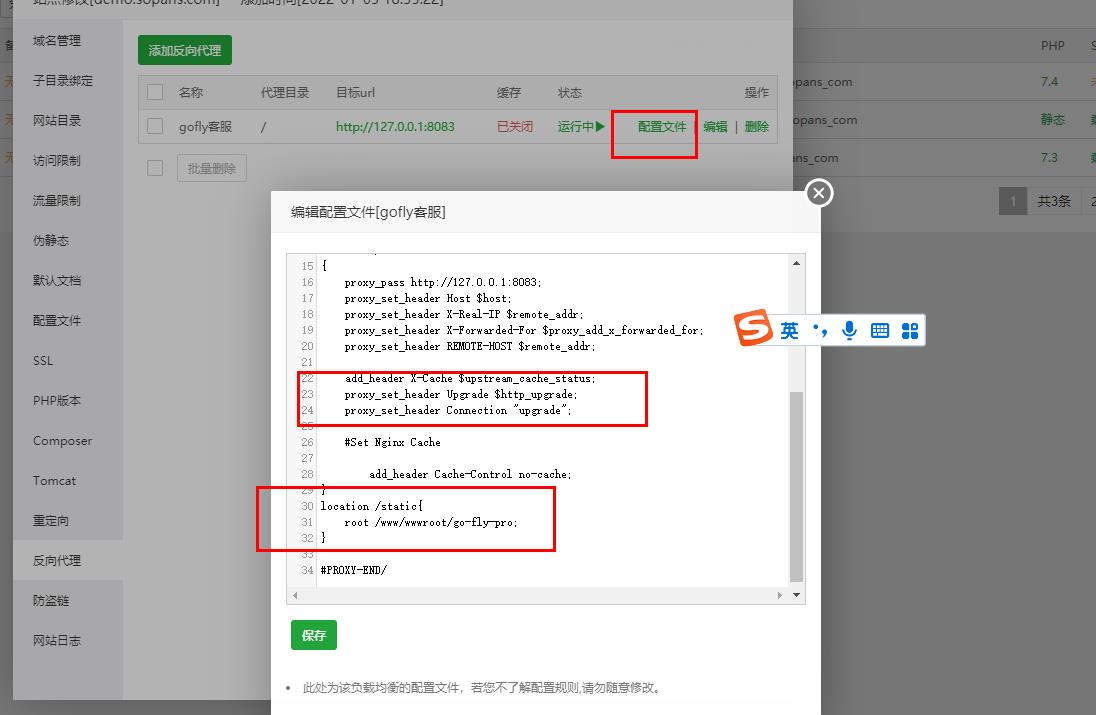 站点修改[demo.sopans.com] -- 添加时间[2022-01-05 18:55:22]
域名管理
子目录绑定
网站目录
访问限制
流量限制
伪静态
默认文档
配置文件
SSL
PHP版本
Composer
Tomcat
重定向
反向代理
防盗链
网站日志
添加反向代理
名称 代理目录 目标url 缓存 状态 操作
gofly客服 / http://127.0.0.1:8083 已关闭 运行中 配置文件 | 编辑 | 删除
批量删除
PHP
opans_com 7.4
opans_com 静态
ans_com 7.3
1 共3条
编辑配置文件[gofly客服]
15 {
16 proxy_pass http://127.0.0.1:8083;
17 proxy_set_header Host $host;
18 proxy_set_header X-Real-IP $remote_addr;
19 proxy_set_header X-Forwarded-For $proxy_add_x_forwarded_for;
20 proxy_set_header REMOTE-HOST $remote_addr;
21
22 add_header X-Cache $upstream_cache_status;
23 proxy_set_header Upgrade $http_upgrade;
24 proxy_set_header Connection "upgrade";
25
26 #Set Nginx Cache
27
28 add_header Cache-Control no-cache;
29 }
30 location /static{
31 root /www/wwwroot/go-fly-pro;
32 }
33
34 #PROXY-END/
英
保存
此处为该负载均衡的配置文件，若您不了解配置规则,请勿随意修改。